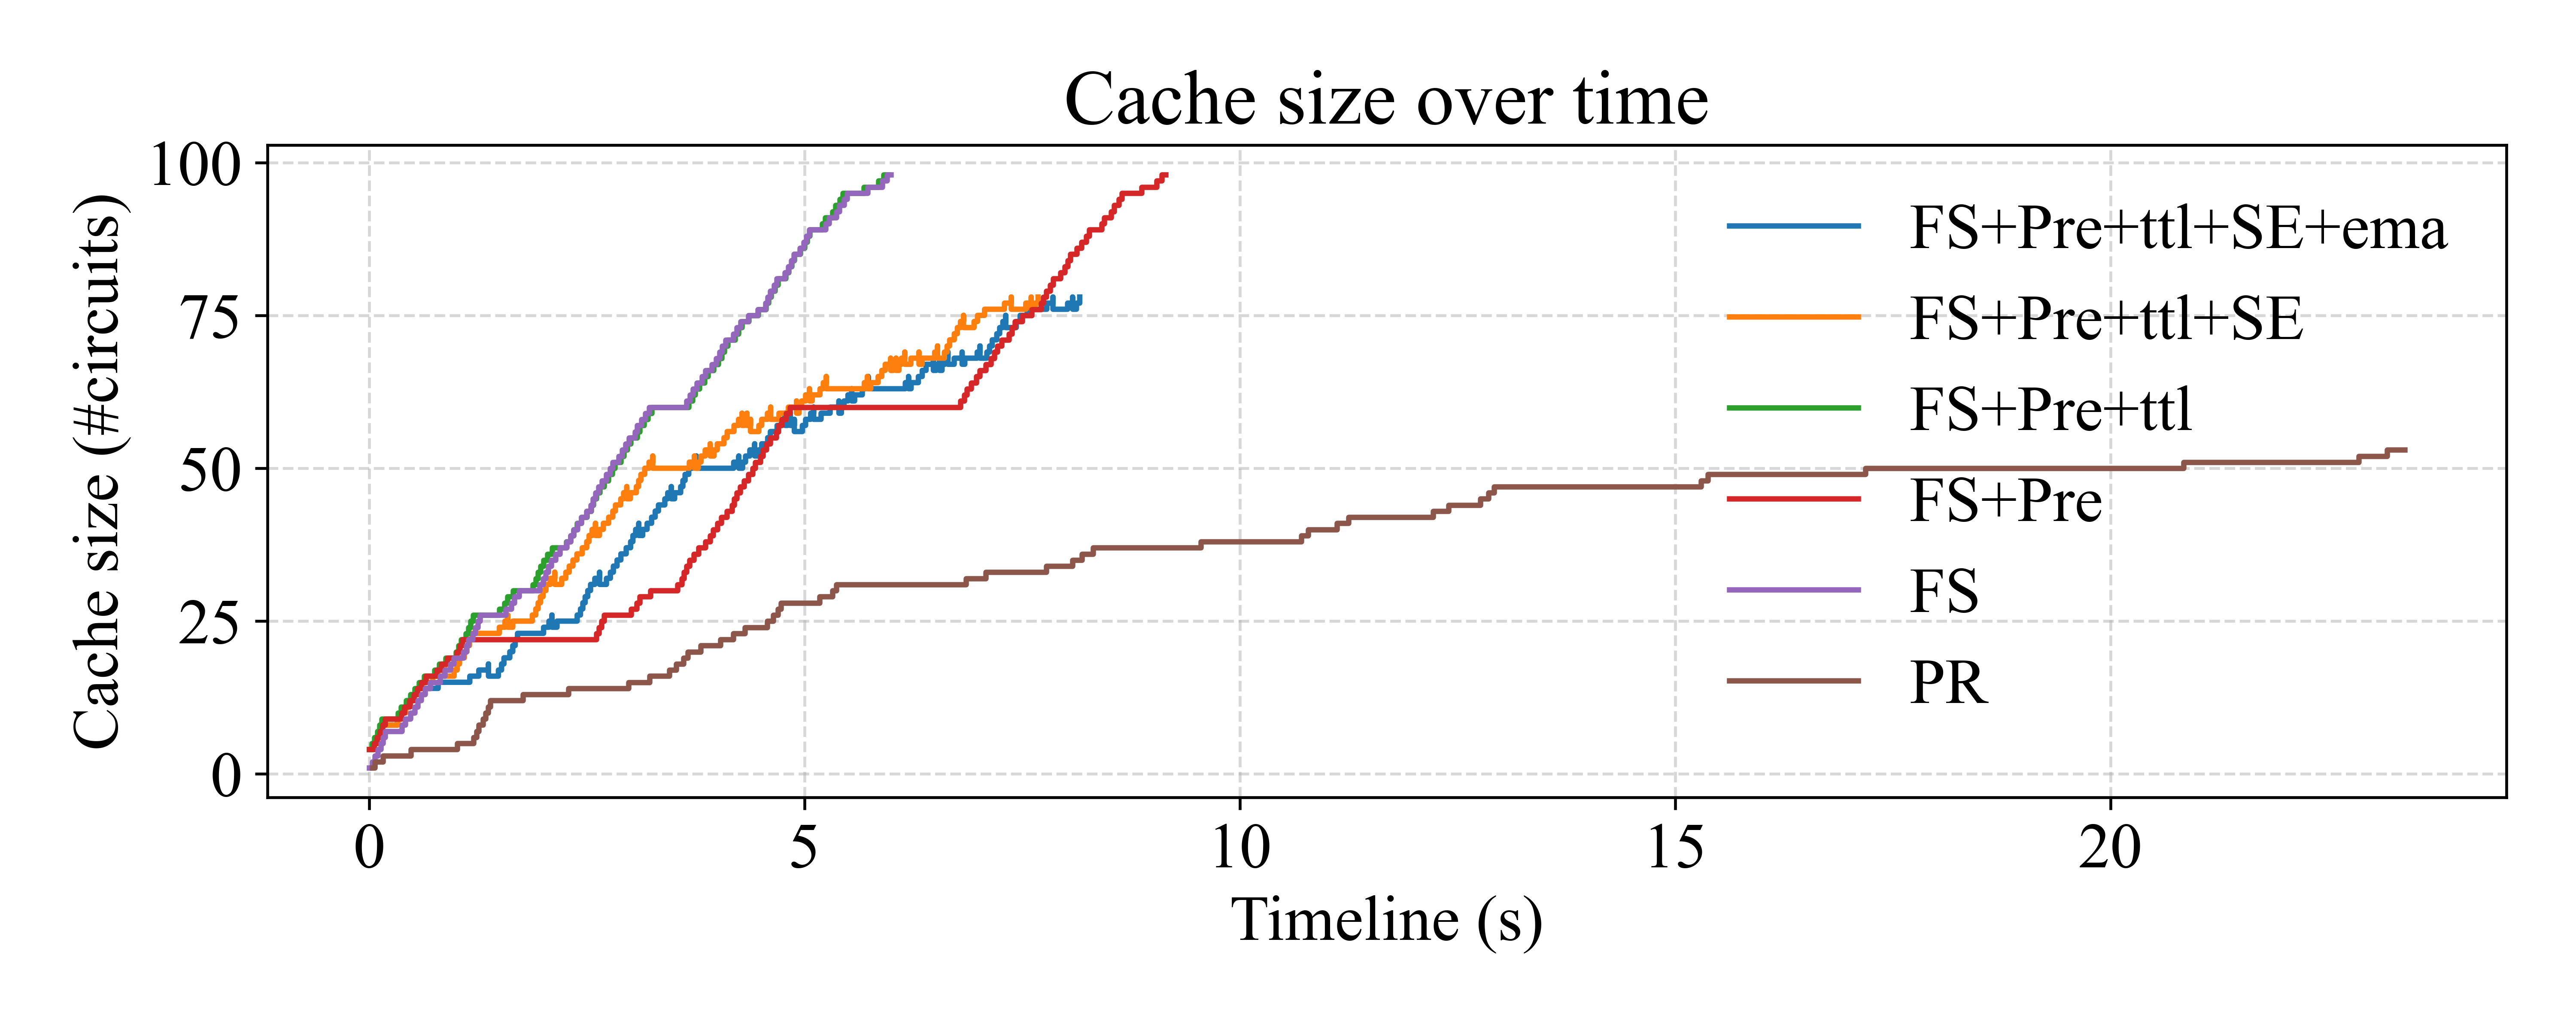 Cache size over time
Cache size (#circuits)
100
75
50
25
0
0 5 10 15 20
Timeline (s)
FS+Pre+ttl+SE+ema
FS+Pre+ttl+SE
FS+Pre+ttl
FS+Pre
FS
PR